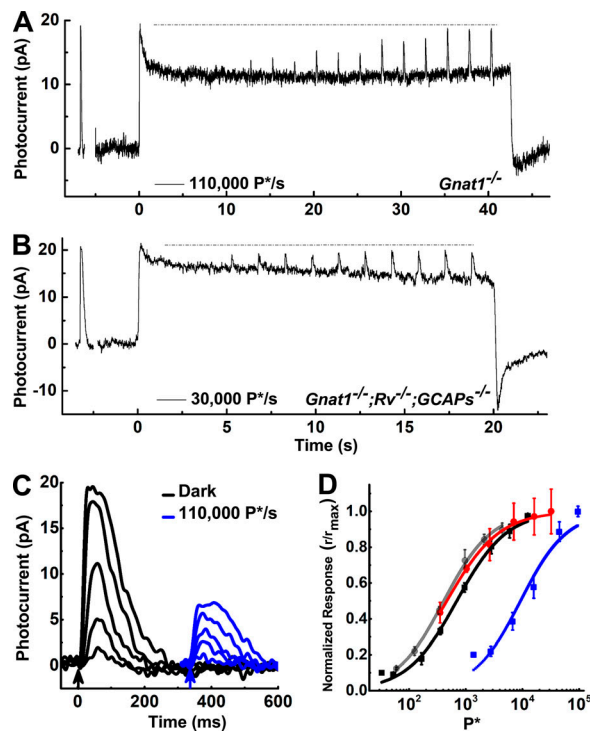 A
Photocurrent (pA)
20
10
0
110,000 P*/s
Gnat1-/-
0
10
20
30
40
B
Photocurrent (pA)
20
10
0
-10
30,000 P*/s
Gnat1-/-;Rv-/-;GCAPs-/-
0
5
10
15
20
Time (s)
C
Photocurrent (pA)
20
15
10
5
0
Dark
110,000 P*/s
0
200
400
600
Time (ms)
D
Normalized Response (r/rmax)
1.0
0.8
0.6
0.4
0.2
0.0
10²
10³
10⁴
10⁵
P*